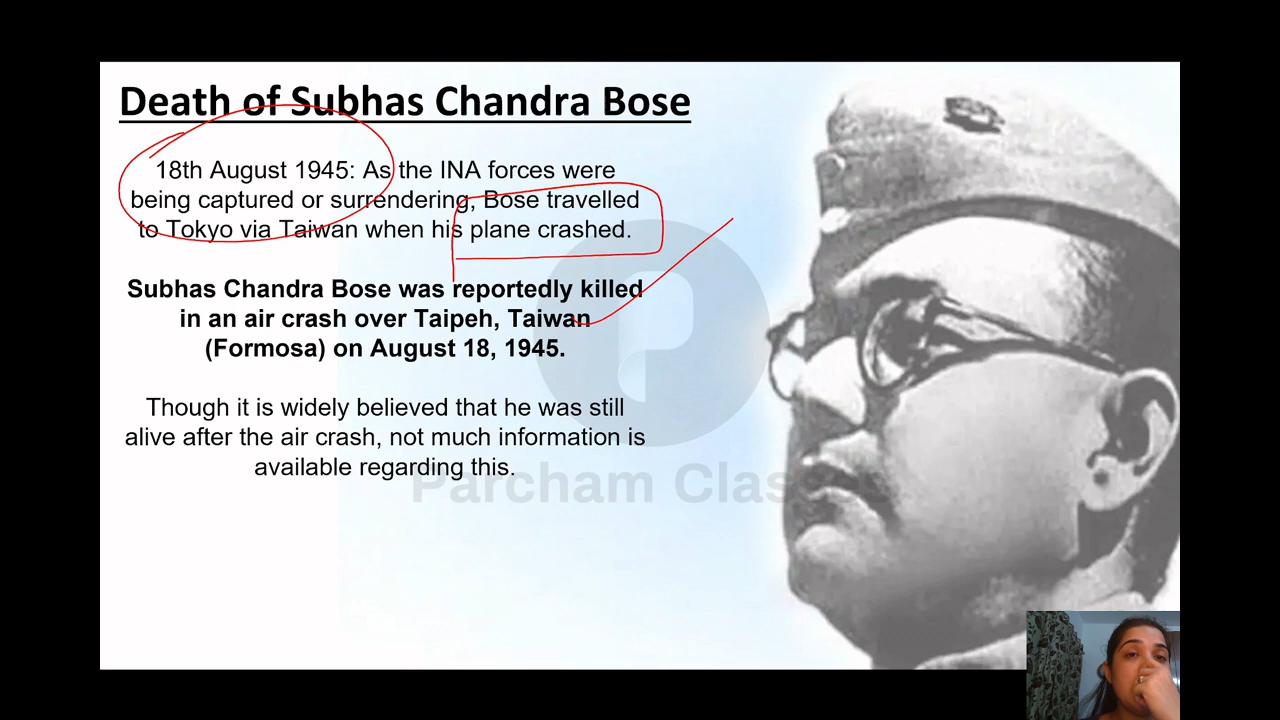 Death of Subhas Chandra Bose
18th August 1945: As the INA forces were
being captured or surrendering, Bose travelled
to Tokyo via Taiwan when his plane crashed.
Subhas Chandra Bose was reportedly killed
in an air crash over Taipeh, Taiwan
(Formosa) on August 18, 1945.
Though it is widely believed that he was still
alive after the air crash, not much information is
available regarding this.
Parcham Classes